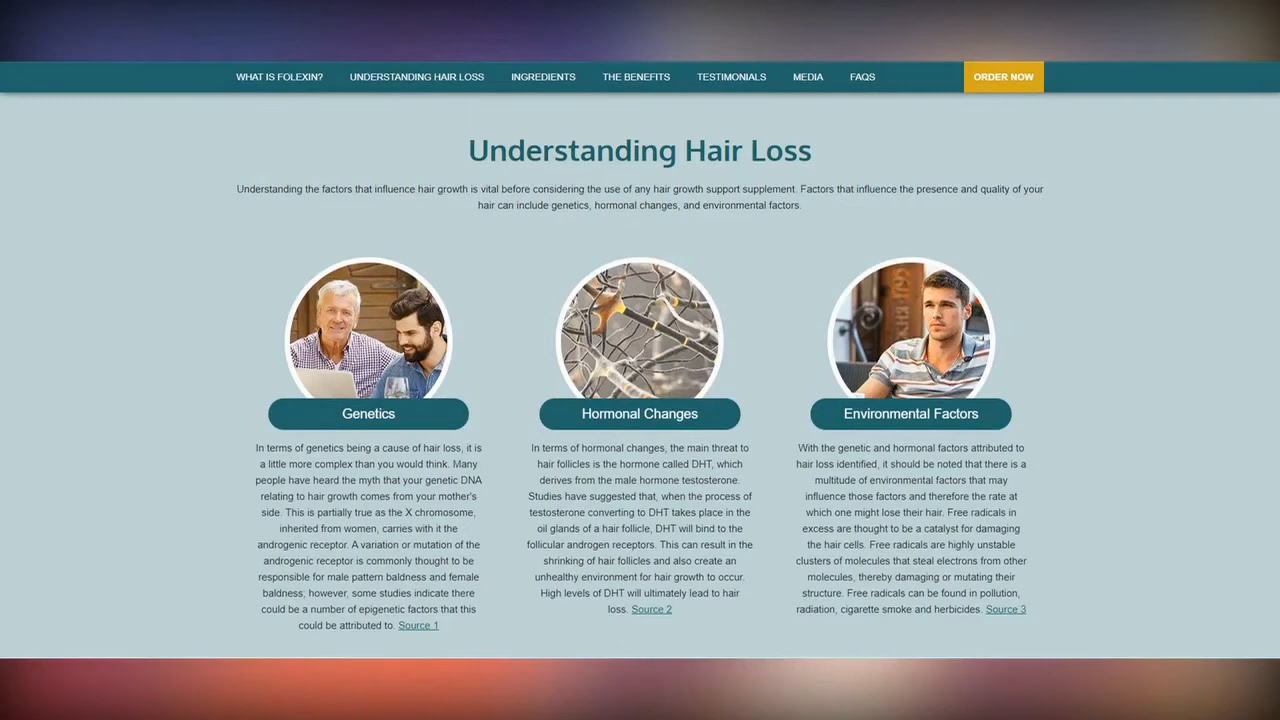 WHAT IS FOLEXIN? UNDERSTANDING HAIR LOSS INGREDIENTS THE BENEFITS TESTIMONIALS MEDIA FAQS ORDER NOW
Understanding Hair Loss
Understanding the factors that influence hair growth is vital before considering the use of any hair growth support supplement. Factors that influence the presence and quality of your
hair can include genetics, hormonal changes, and environmental factors.
Genetics
In terms of genetics being a cause of hair loss, it is
a little more complex than you would think. Many
people have heard the myth that your genetic DNA
relating to hair growth comes from your mother's
side. This is partially true as the X chromosome,
inherited from women, carries with it the
androgenic receptor. A variation or mutation of the
androgenic receptor is commonly thought to be
responsible for male pattern baldness and female
baldness; however, some studies indicate there
could be a number of epigenetic factors that this
could be attributed to. Source 1
Hormonal Changes
In terms of hormonal changes, the main threat to
hair follicles is the hormone called DHT, which
derives from the male hormone testosterone.
Studies have suggested that, when the process of
testosterone converting to DHT takes place in the
oil glands of a hair follicle, DHT will bind to the
follicular androgen receptors. This can result in the
shrinking of hair follicles and also create an
unhealthy environment for hair growth to occur.
High levels of DHT will ultimately lead to hair
loss. Source 2
Environmental Factors
With the genetic and hormonal factors attributed to
hair loss identified, it should be noted that there is a
multitude of environmental factors that may
influence those factors and therefore the rate at
which one might lose their hair. Free radicals in
excess are thought to be a catalyst for damaging
the hair cells. Free radicals are highly unstable
clusters of molecules that steal electrons from other
molecules, thereby damaging or mutating their
structure. Free radicals can be found in pollution,
radiation, cigarette smoke and herbicides. Source 3